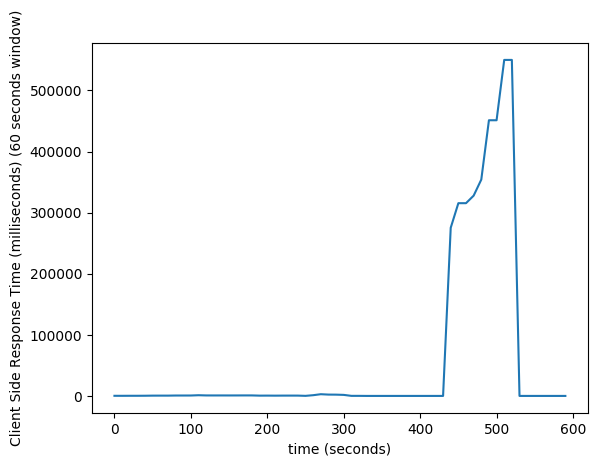 Client Side Response Time (milliseconds) (60 seconds window)
500000
400000
300000
200000
100000
0
0 100 200 300 400 500 600
time (seconds)